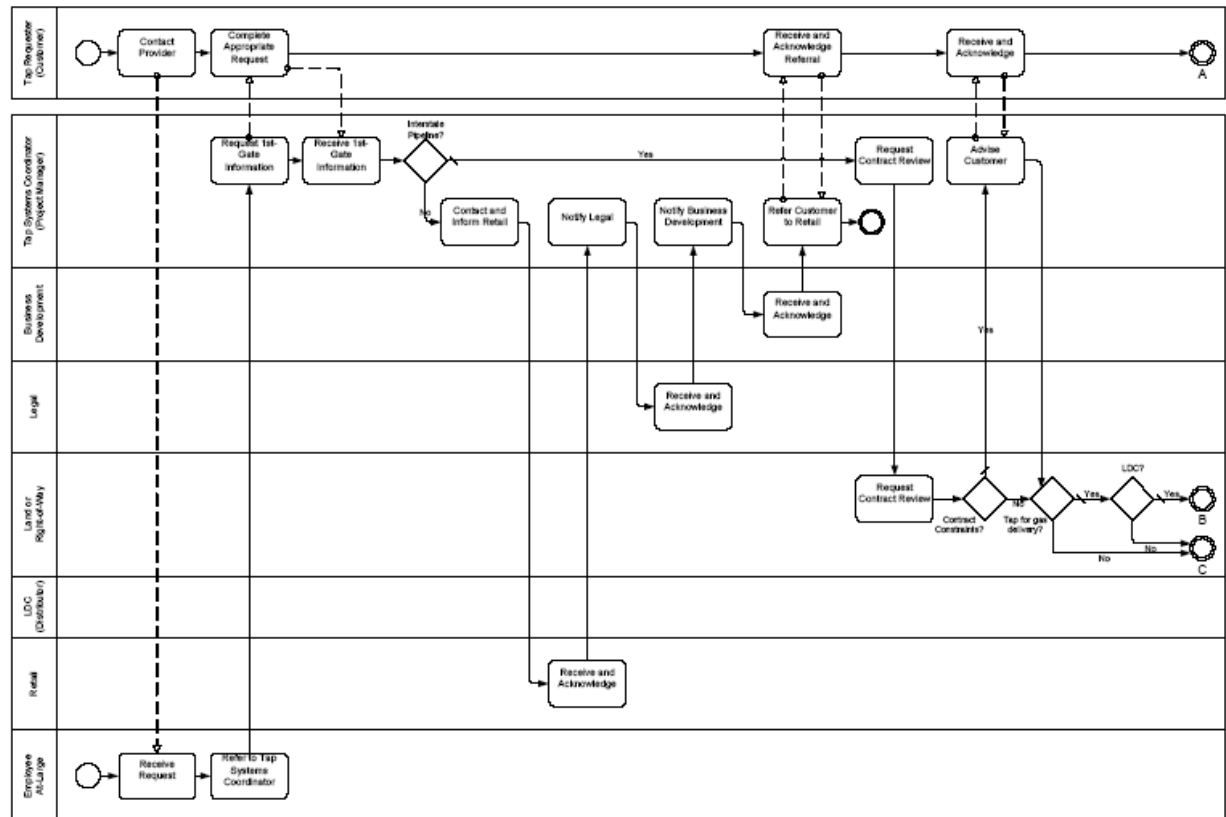 Tap Requester
(Customer)
Contact
Provider
Complete
Appropriate
Request
Receive and
Acknowledge
Referral
Receive and
Acknowledge
A
Tap Systems Coordinator
(Project Manager)
Request 1st-
Gate
Information
Receive 1st-
Gate
Information
Interstate
Pipeline?
Yes
No
Contact and
Inform Retail
Notify Legal
Notify Business
Development
Refer Customer
to Retail
Request
Contract Review
Advise
Customer
Business
Development
Receive and
Acknowledge
Yes
Legal
Receive and
Acknowledge
Land or
Right-of-Way
Request
Contract Review
Contract
Constraints?
No
Tap for gas
delivery?
Yes
LDC?
Yes
B
No
No
C
LDC
(Distributor)
Retail
Receive and
Acknowledge
Employee
At-Large
Receive
Request
Refer to Tap
Systems
Coordinator